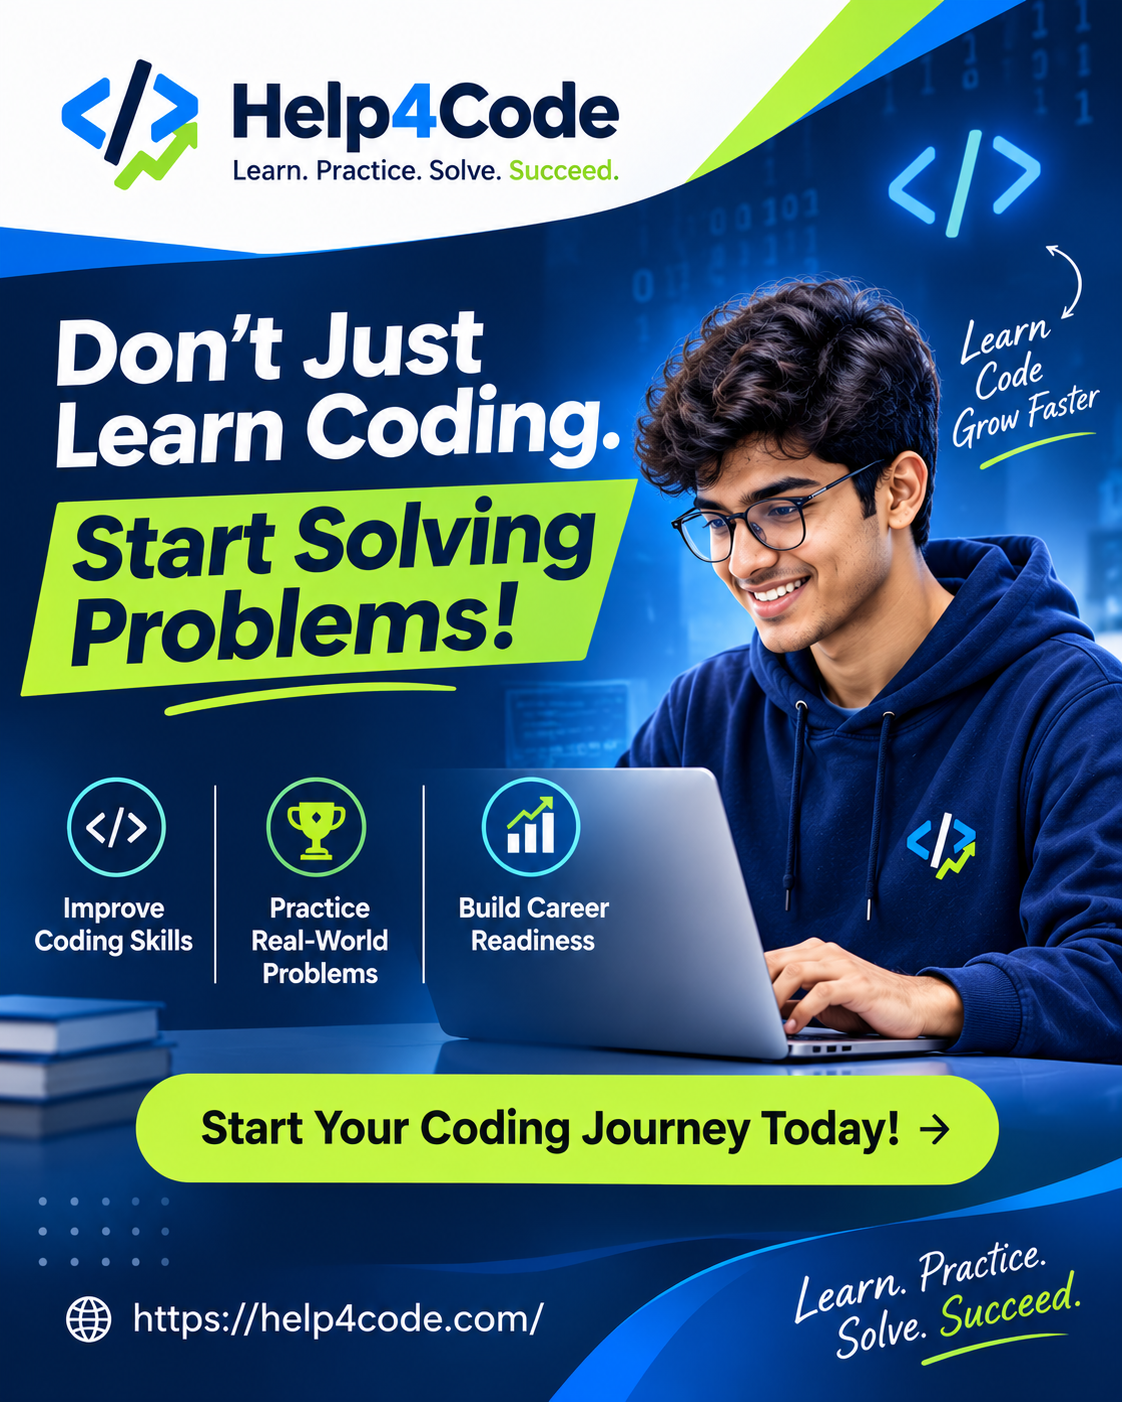 Help4Code
Learn. Practice. Solve. Succeed.
Learn
Code
Grow Faster
Don't Just
Learn Coding.
Start Solving
Problems!
Improve
Coding Skills
Practice
Real-World
Problems
Build Career
Readiness
Start Your Coding Journey Today! →
https://help4code.com/
Learn. Practice.
Solve. Succeed.